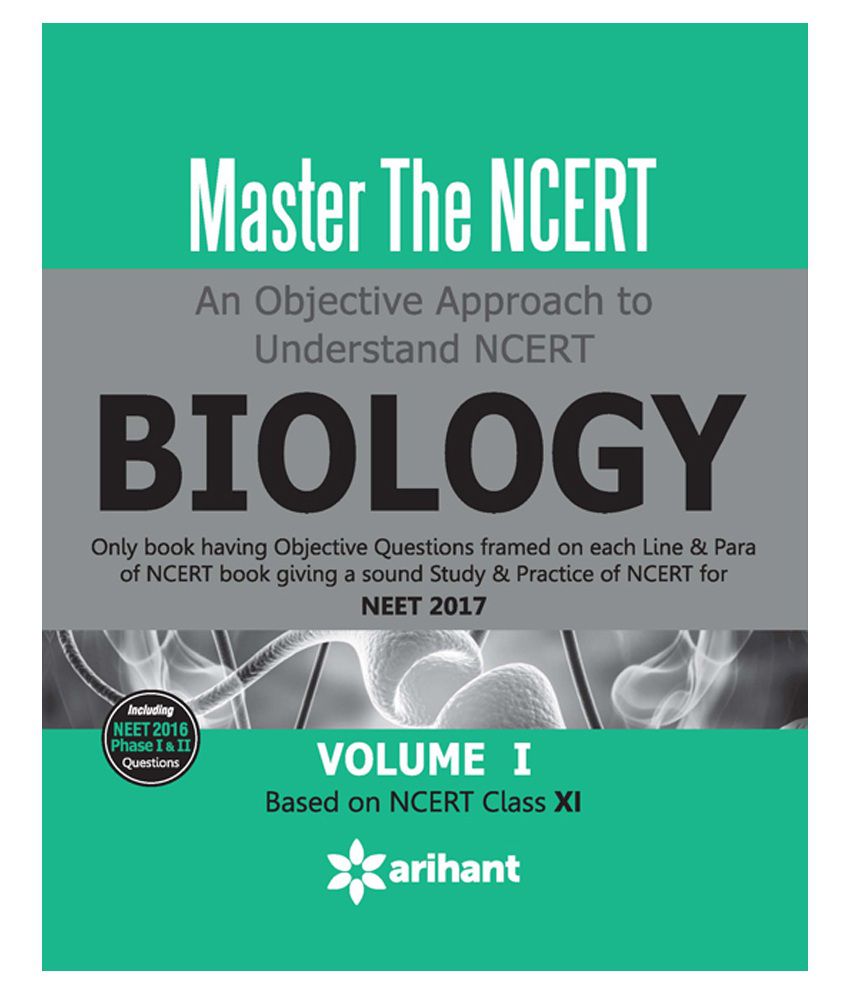 Master The NCERT
An Objective Approach to
Understand NCERT
BIOLOGY
Only book having Objective Questions framed on each Line & Para
of NCERT book giving a sound Study & Practice of NCERT for
NEET 2017
Including
NEET 2016
Phase I & II
Questions
VOLUME I
Based on NCERT Class XI
arihant